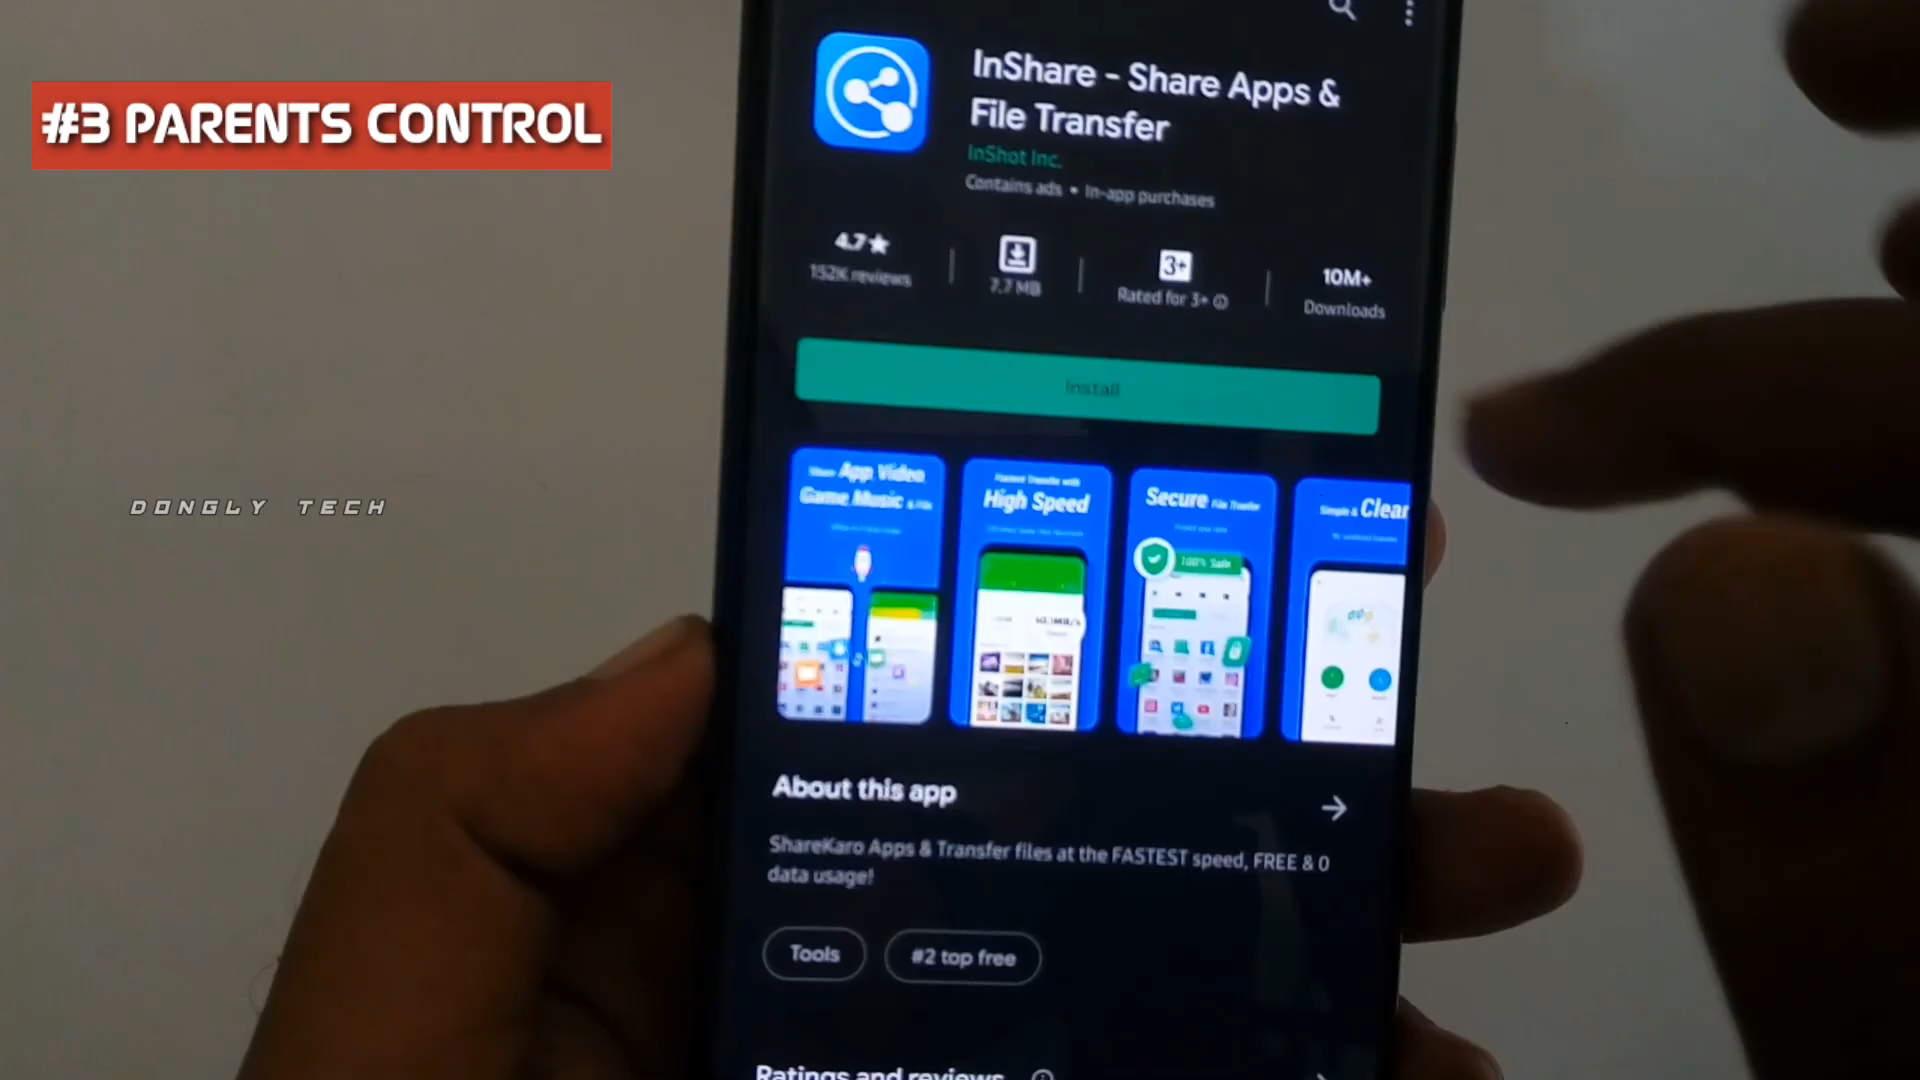 #3 PARENTS CONTROL
InShare - Share Apps &
File Transfer
InShot Inc.
Contains ads • In-app purchases
4.7★
152K reviews
7.7 MB
3+
Rated for 3+
10M+
Downloads
Install
DONGLY TECH
Share App Video
Game Music & File
Fastest Transfer with
High Speed
Secure File Transfer
100% Safe
Simple & Clear
About this app
ShareKaro Apps & Transfer files at the FASTEST speed, FREE & 0
data usage!
Tools
#2 top free
Ratings and reviews